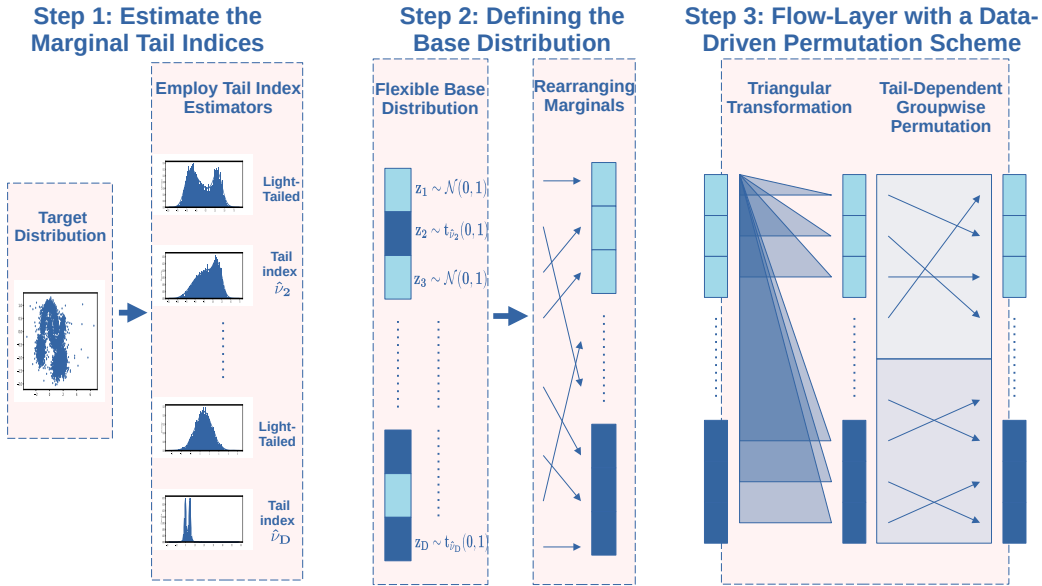 Step 1: Estimate the
Marginal Tail Indices
Target
Distribution
Employ Tail Index
Estimators
Light-
Tailed
Tail
index
ν̂₂
Light-
Tailed
Tail
index
ν̂_D
Step 2: Defining the
Base Distribution
Flexible Base
Distribution
z₁ ~ 𝒩(0,1)
z₂ ~ t_ν̂₂(0,1)
z₃ ~ 𝒩(0,1)
z_D ~ t_ν̂_D(0,1)
Rearranging
Marginals
Step 3: Flow-Layer with a Data-
Driven Permutation Scheme
Triangular
Transformation
Tail-Dependent
Groupwise
Permutation